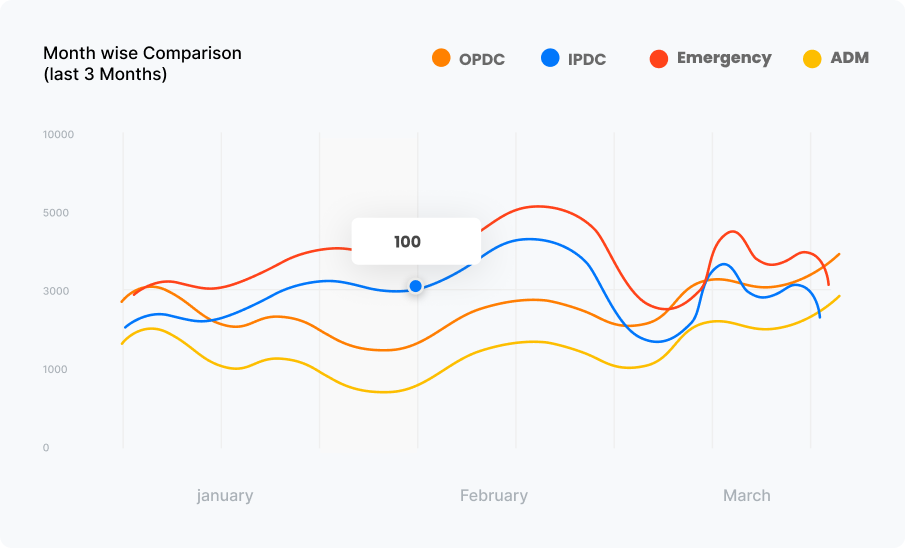 Month wise Comparison
(last 3 Months)
OPDC
IPDC
Emergency
ADM
10000
5000
3000
1000
0
100
january
February
March